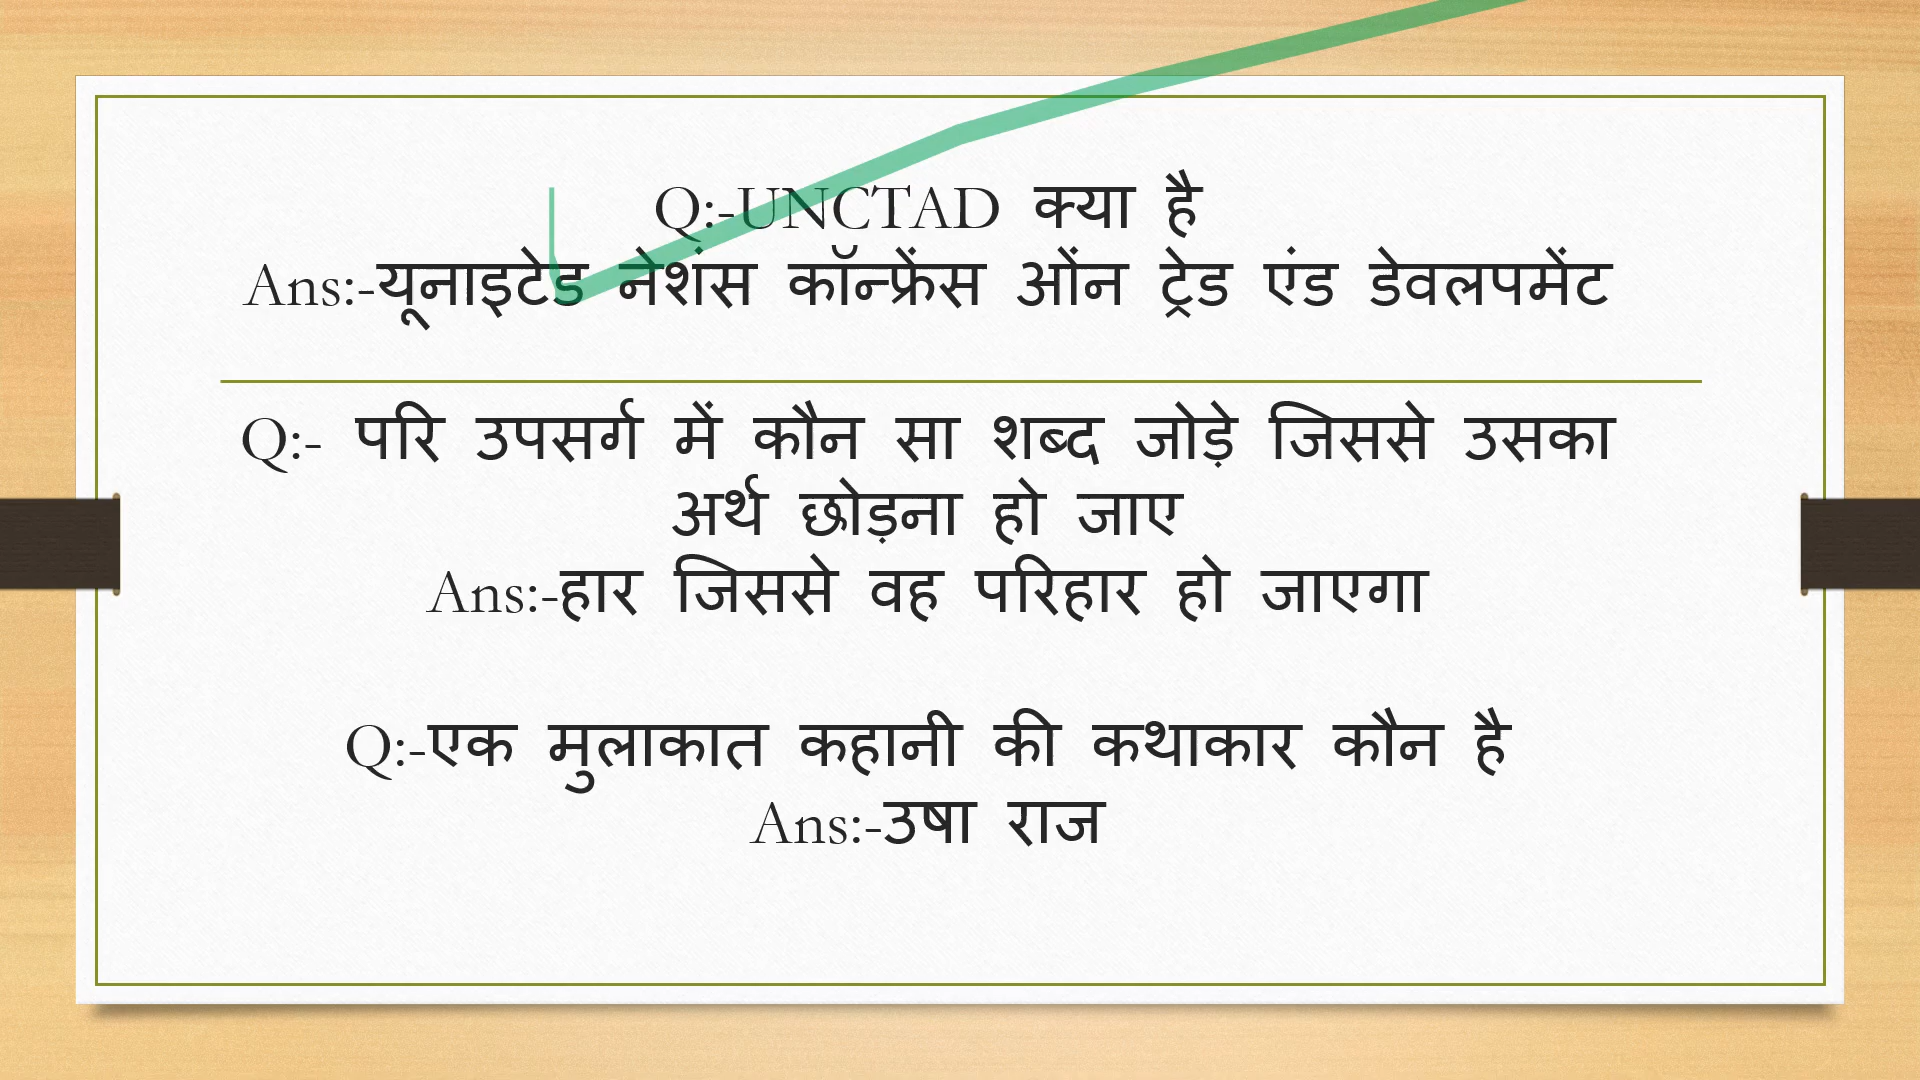 Q:-UNCTAD क्या है
Ans:-यूनाइटेड नेशंस कॉन्फ्रेंस ओंन ट्रेड एंड डेवलपमेंट
Q:- परि उपसर्ग में कौन सा शब्द जोड़े जिससे उसका
अर्थ छोड़ना हो जाए
Ans:-हार जिससे वह परिहार हो जाएगा
Q:-एक मुलाकात कहानी की कथाकार कौन है
Ans:-उषा राज